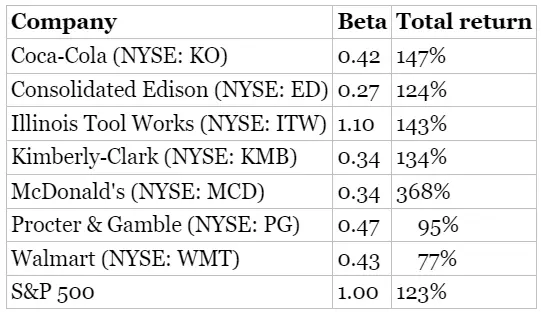 Company Beta Total return
Coca-Cola (NYSE: KO) 0.42 147%
Consolidated Edison (NYSE: ED) 0.27 124%
Illinois Tool Works (NYSE: ITW) 1.10 143%
Kimberly-Clark (NYSE: KMB) 0.34 134%
McDonald's (NYSE: MCD) 0.34 368%
Procter & Gamble (NYSE: PG) 0.47 95%
Walmart (NYSE: WMT) 0.43 77%
S&P 500 1.00 123%